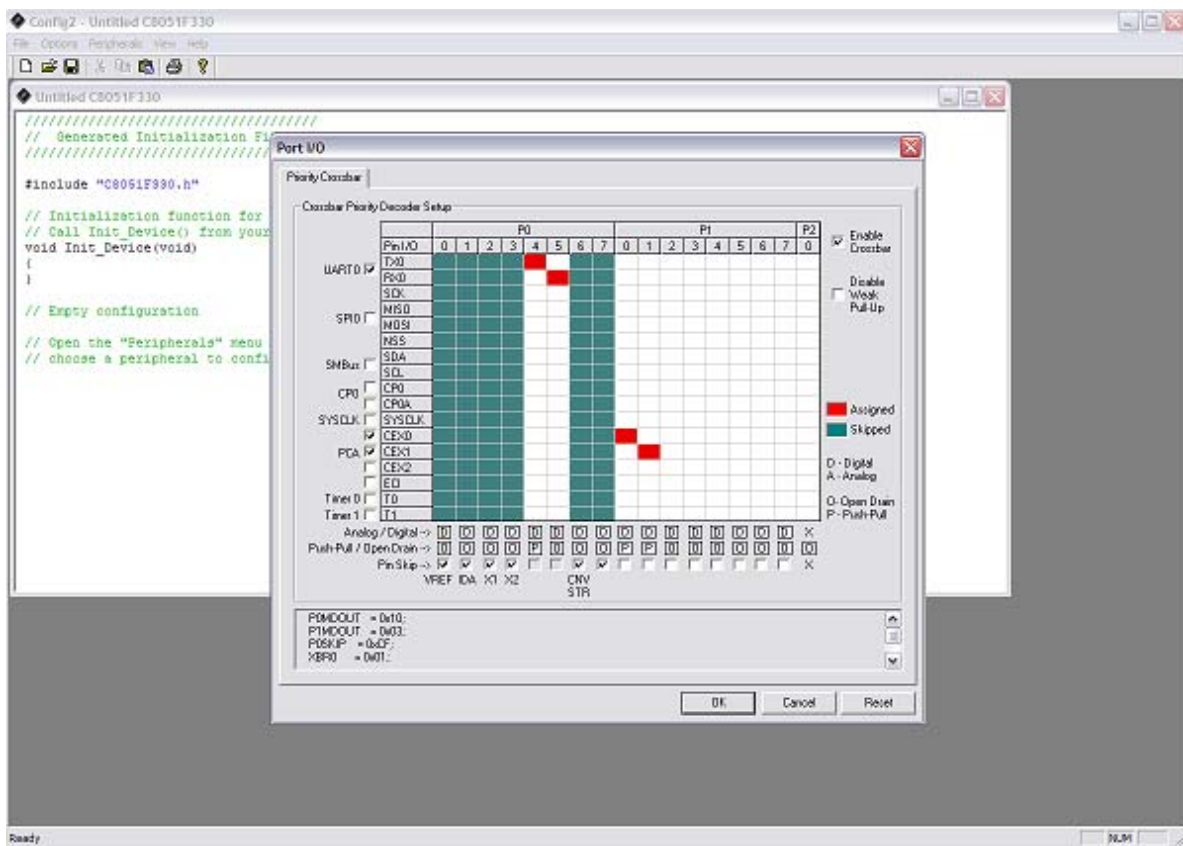 Config2 - Untitled C8051F330
File Options Peripherals View Help
Untitled C8051F330
/////////////////////////////////////
// Generated Initialization Fi
#include "C8051F330.h"
// Initialization function for
// Call Init_Device() from your
void Init_Device(void)
{
}
// Empty configuration
// Open the "Peripherals" menu
// choose a peripheral to confi
Port I/O
Priority Crossbar
Crossbar Priority Decoder Setup
P0 P1 P2
Pin I/O 0 1 2 3 4 5 6 7 0 1 2 3 4 5 6 7 0
UART0 TX0
RX0
SCK
SPI0 MISO
MOSI
NSS
SMBus SDA
SCL
CP0 CP0
CP0A
SYSCLK SYSCLK
CEX0
PCA CEX1
CEX2
ECI
Timer 0 T0
Timer 1 T1
Analog / Digital ->
Push-Pull / Open Drain ->
Pin Skip ->
VREF IDA X1 X2 CNV
STR
Enable
Crossbar
Disable
Weak
Pull-Up
Assigned
Skipped
D - Digital
A - Analog
O - Open Drain
P - Push-Pull
P0MDOUT = 0x10;
P1MDOUT = 0x03;
P0SKIP = 0xCF;
XBR0 = 0x01;
OK Cancel Reset
Ready NUM